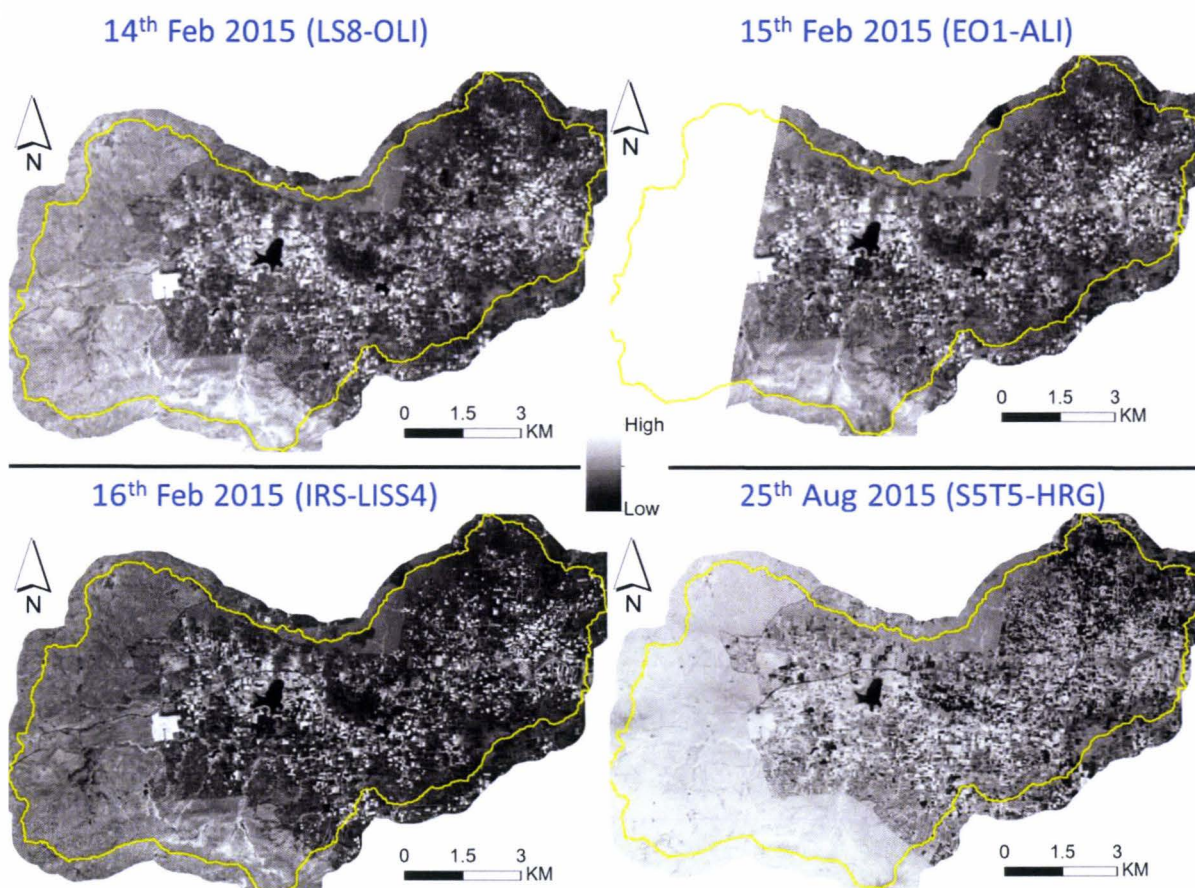 14th Feb 2015 (LS8-OLI)
15th Feb 2015 (EO1-ALI)
N
N
0 1.5 3
KM
0 1.5 3
KM
High
Low
16th Feb 2015 (IRS-LISS4)
25th Aug 2015 (S5T5-HRG)
N
N
0 1.5 3
KM
0 1.5 3
KM